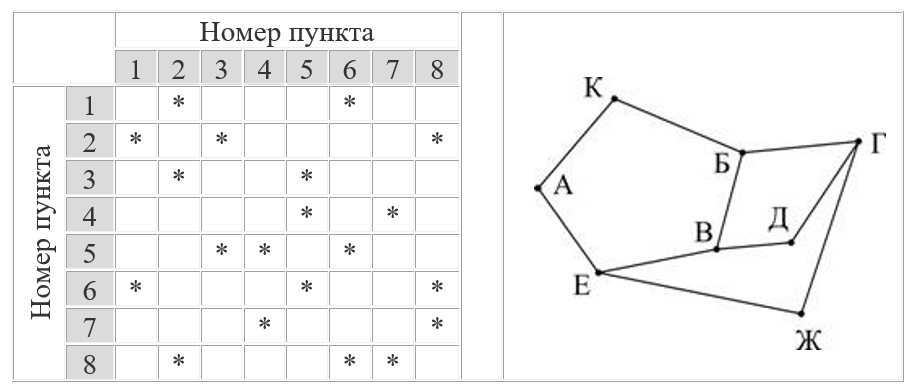 Номер пункта
1 2 3 4 5 6 7 8
Номер пункта
1 * *
2 * * *
3 * *
4 * *
5 * * *
6 * * *
7 * *
8 * * *
К
Б
Г
А
В
Д
Е
Ж